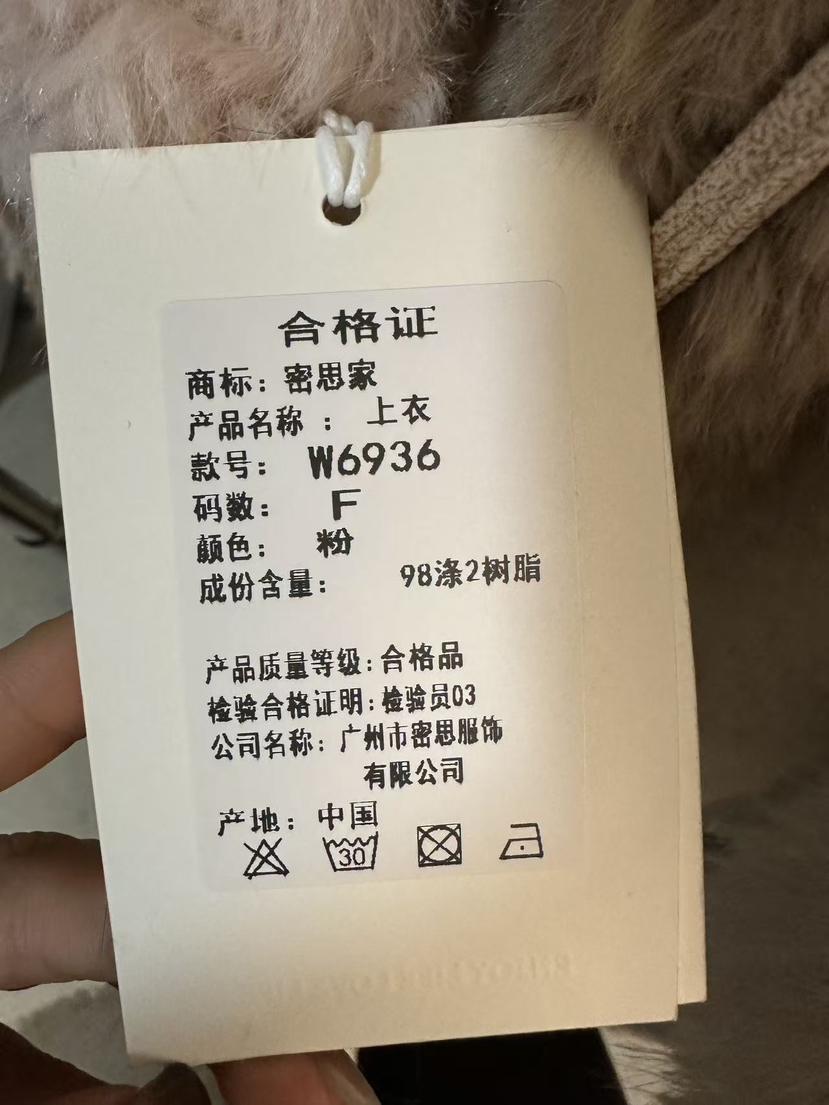 合格证
商标：密思家
产品名称 ： 上衣
款号： W6936
码数： F
颜色： 粉
成份含量： 98涤2树脂
产品质量等级：合格品
检验合格证明：检验员03
公司名称：广州市密思服饰
有限公司
产地：中国
30